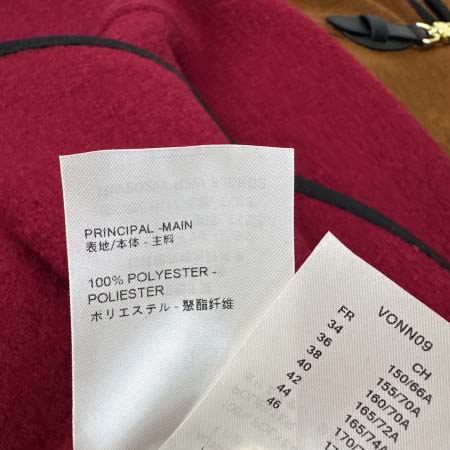 PRINCIPAL -MAIN
表地/本体 - 主料
100% POLYESTER -
POLIESTER
ポリエステル - 聚酯纤维
VONN09
FR CH
34 150/66A
36 155/70A
38 160/70A
40 165/72A
42 165/74A
44 170/
46